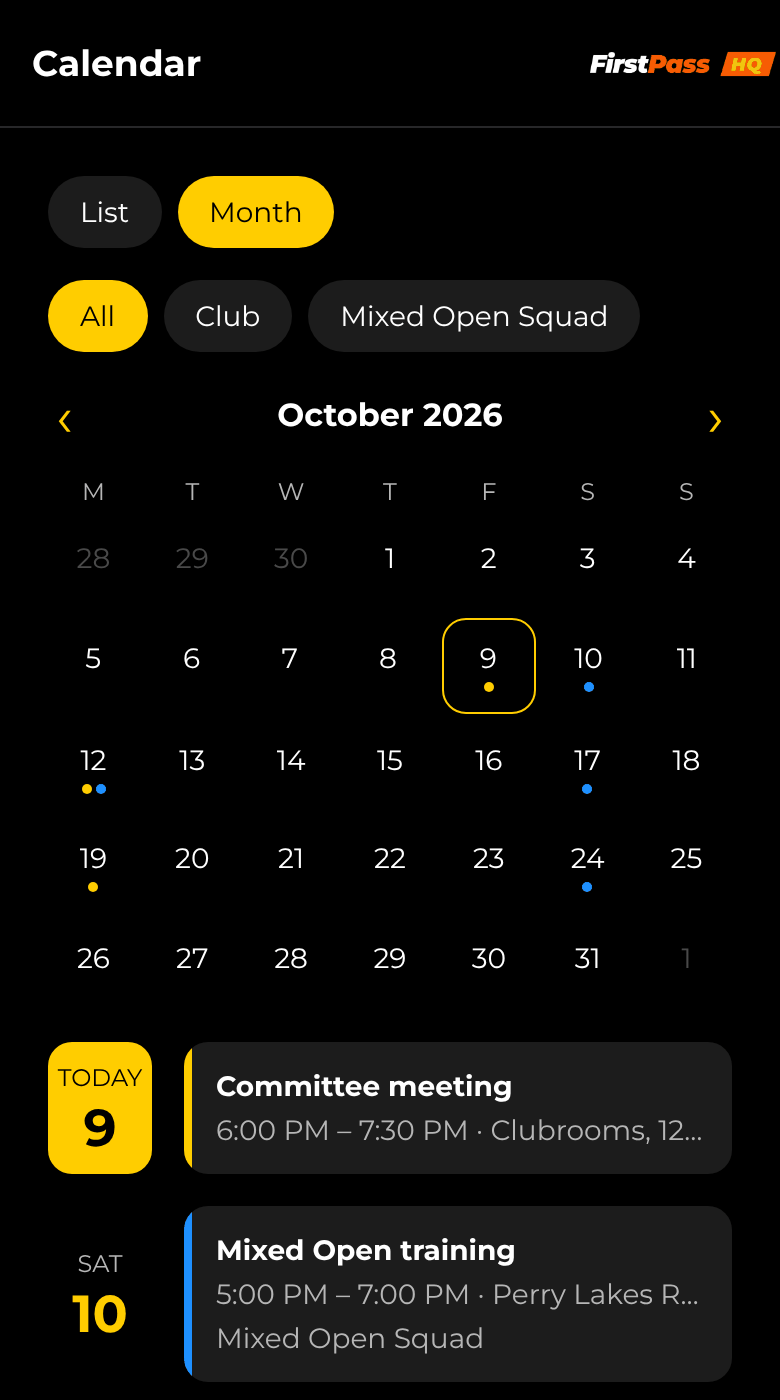 Calendar
FirstPass HQ
List Month
All Club Mixed Open Squad
‹ October 2026 ›
M T W T F S S
28 29 30 1 2 3 4
5 6 7 8 9 10 11
12 13 14 15 16 17 18
19 20 21 22 23 24 25
26 27 28 29 30 31 1
TODAY
9
Committee meeting
6:00 PM – 7:30 PM · Clubrooms, 12...
SAT
10
Mixed Open training
5:00 PM – 7:00 PM · Perry Lakes R...
Mixed Open Squad